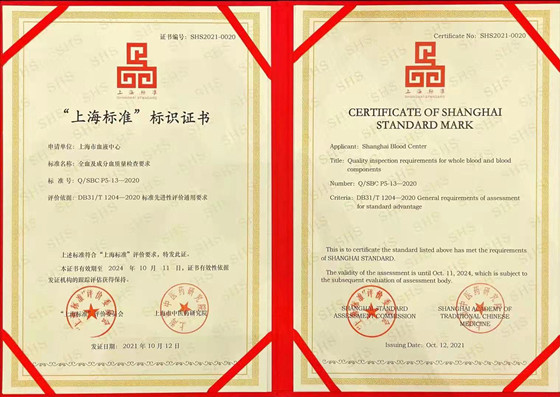 证书编号: SHS2021-0020
上海标准
“上海标准”标识证书
申请单位: 上海市血液中心
标准名称: 全血及成分血质量检查要求
标 准 号: Q/SBC P5-13—2020
评价依据: DB31/T 1204—2020 标准先进性评价通用要求
上述标准符合“上海标准”评价要求, 特发此证。
本证书有效期至 2024 年 10 月 11 日; 证书有效性依据
发证机构的跟踪评估获得保持。
“上海标准”评价委员会
上海市中医药研究院
发证日期: 2021 年 10 月 12 日
Certificate No: SHS2021-0020
上海标准
CERTIFICATE OF SHANGHAI
STANDARD MARK
Applicant: Shanghai Blood Center
Title: Quality inspection requirements for whole blood and blood
components
Number: Q/SBC P5-13—2020
Criteria: DB31/T 1204—2020 General requirements of assessment
for standard advantage
This is to certificate the standard listed above has met the requirements
of SHANGHAI STANDARD.
The validity of the assessment is until Oct. 11, 2024, which is subject to
the subsequent evaluation of assessment body.
SHANGHAI STANDARD
ASSESSMENT COMMISSION
SHANGHAI ACADEMY OF
TRADITIONAL CHINESE
MEDICINE
Issuing Date: Oct. 12, 2021